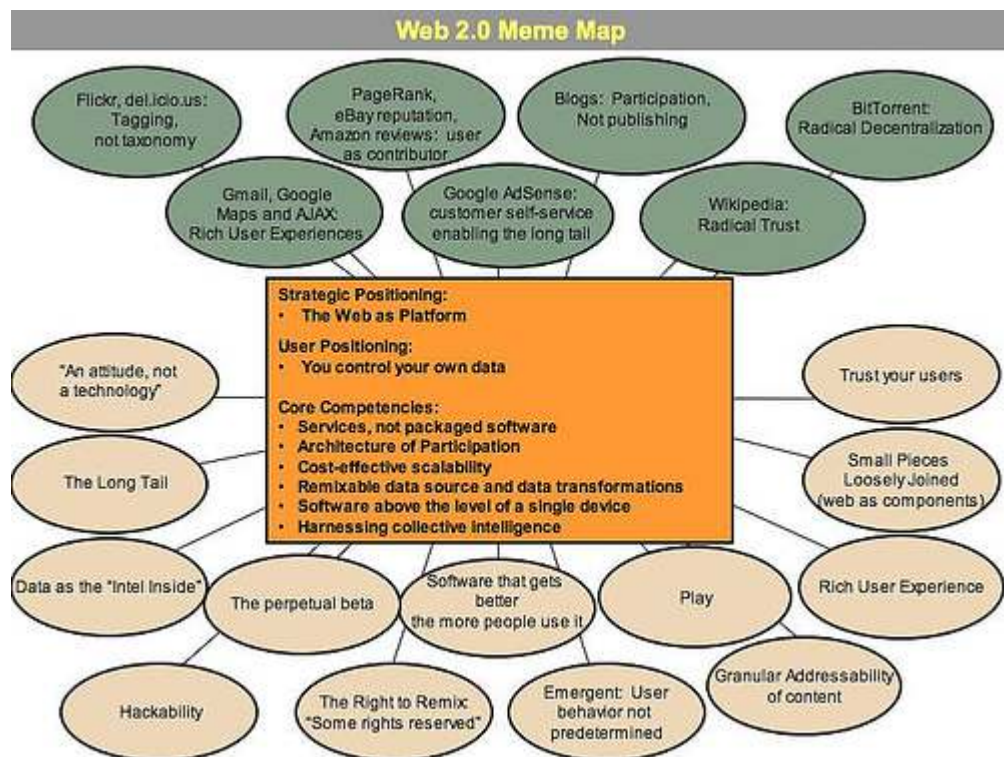 Web 2.0 Meme Map
Flickr, del.icio.us:
Tagging,
not taxonomy
PageRank,
eBay reputation,
Amazon reviews: user
as contributor
Blogs: Participation,
Not publishing
BitTorrent:
Radical Decentralization
Gmail, Google
Maps and AJAX:
Rich User Experiences
Google AdSense:
customer self-service
enabling the long tail
Wikipedia:
Radical Trust
Strategic Positioning:
• The Web as Platform
User Positioning:
• You control your own data
Core Competencies:
• Services, not packaged software
• Architecture of Participation
• Cost-effective scalability
• Remixable data source and data transformations
• Software above the level of a single device
• Harnessing collective intelligence
"An attitude, not
a technology"
Trust your users
The Long Tail
Small Pieces
Loosely Joined
(web as components)
Data as the "Intel Inside"
The perpetual beta
Software that gets
better
the more people use it
Play
Rich User Experience
Hackability
The Right to Remix:
"Some rights reserved"
Emergent: User
behavior not
predetermined
Granular Addressability
of content